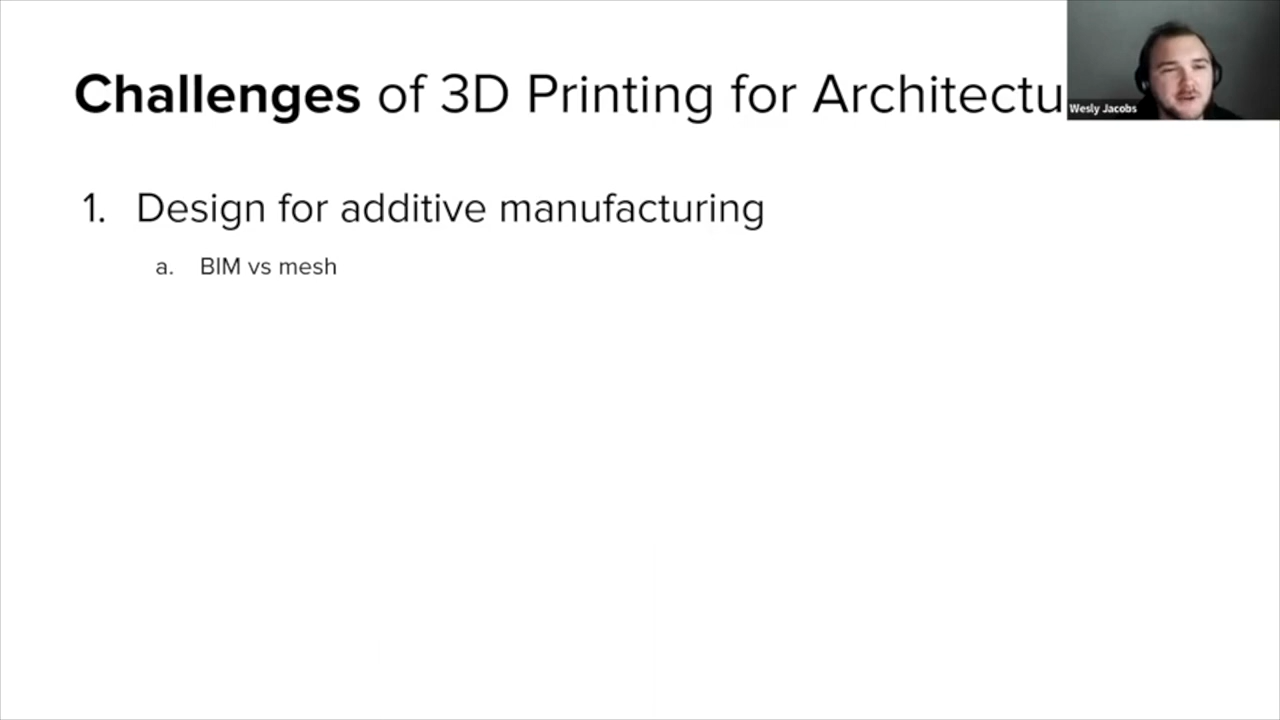 Challenges of 3D Printing for Architectu
Wesly Jacobs
1. Design for additive manufacturing
a. BIM vs mesh